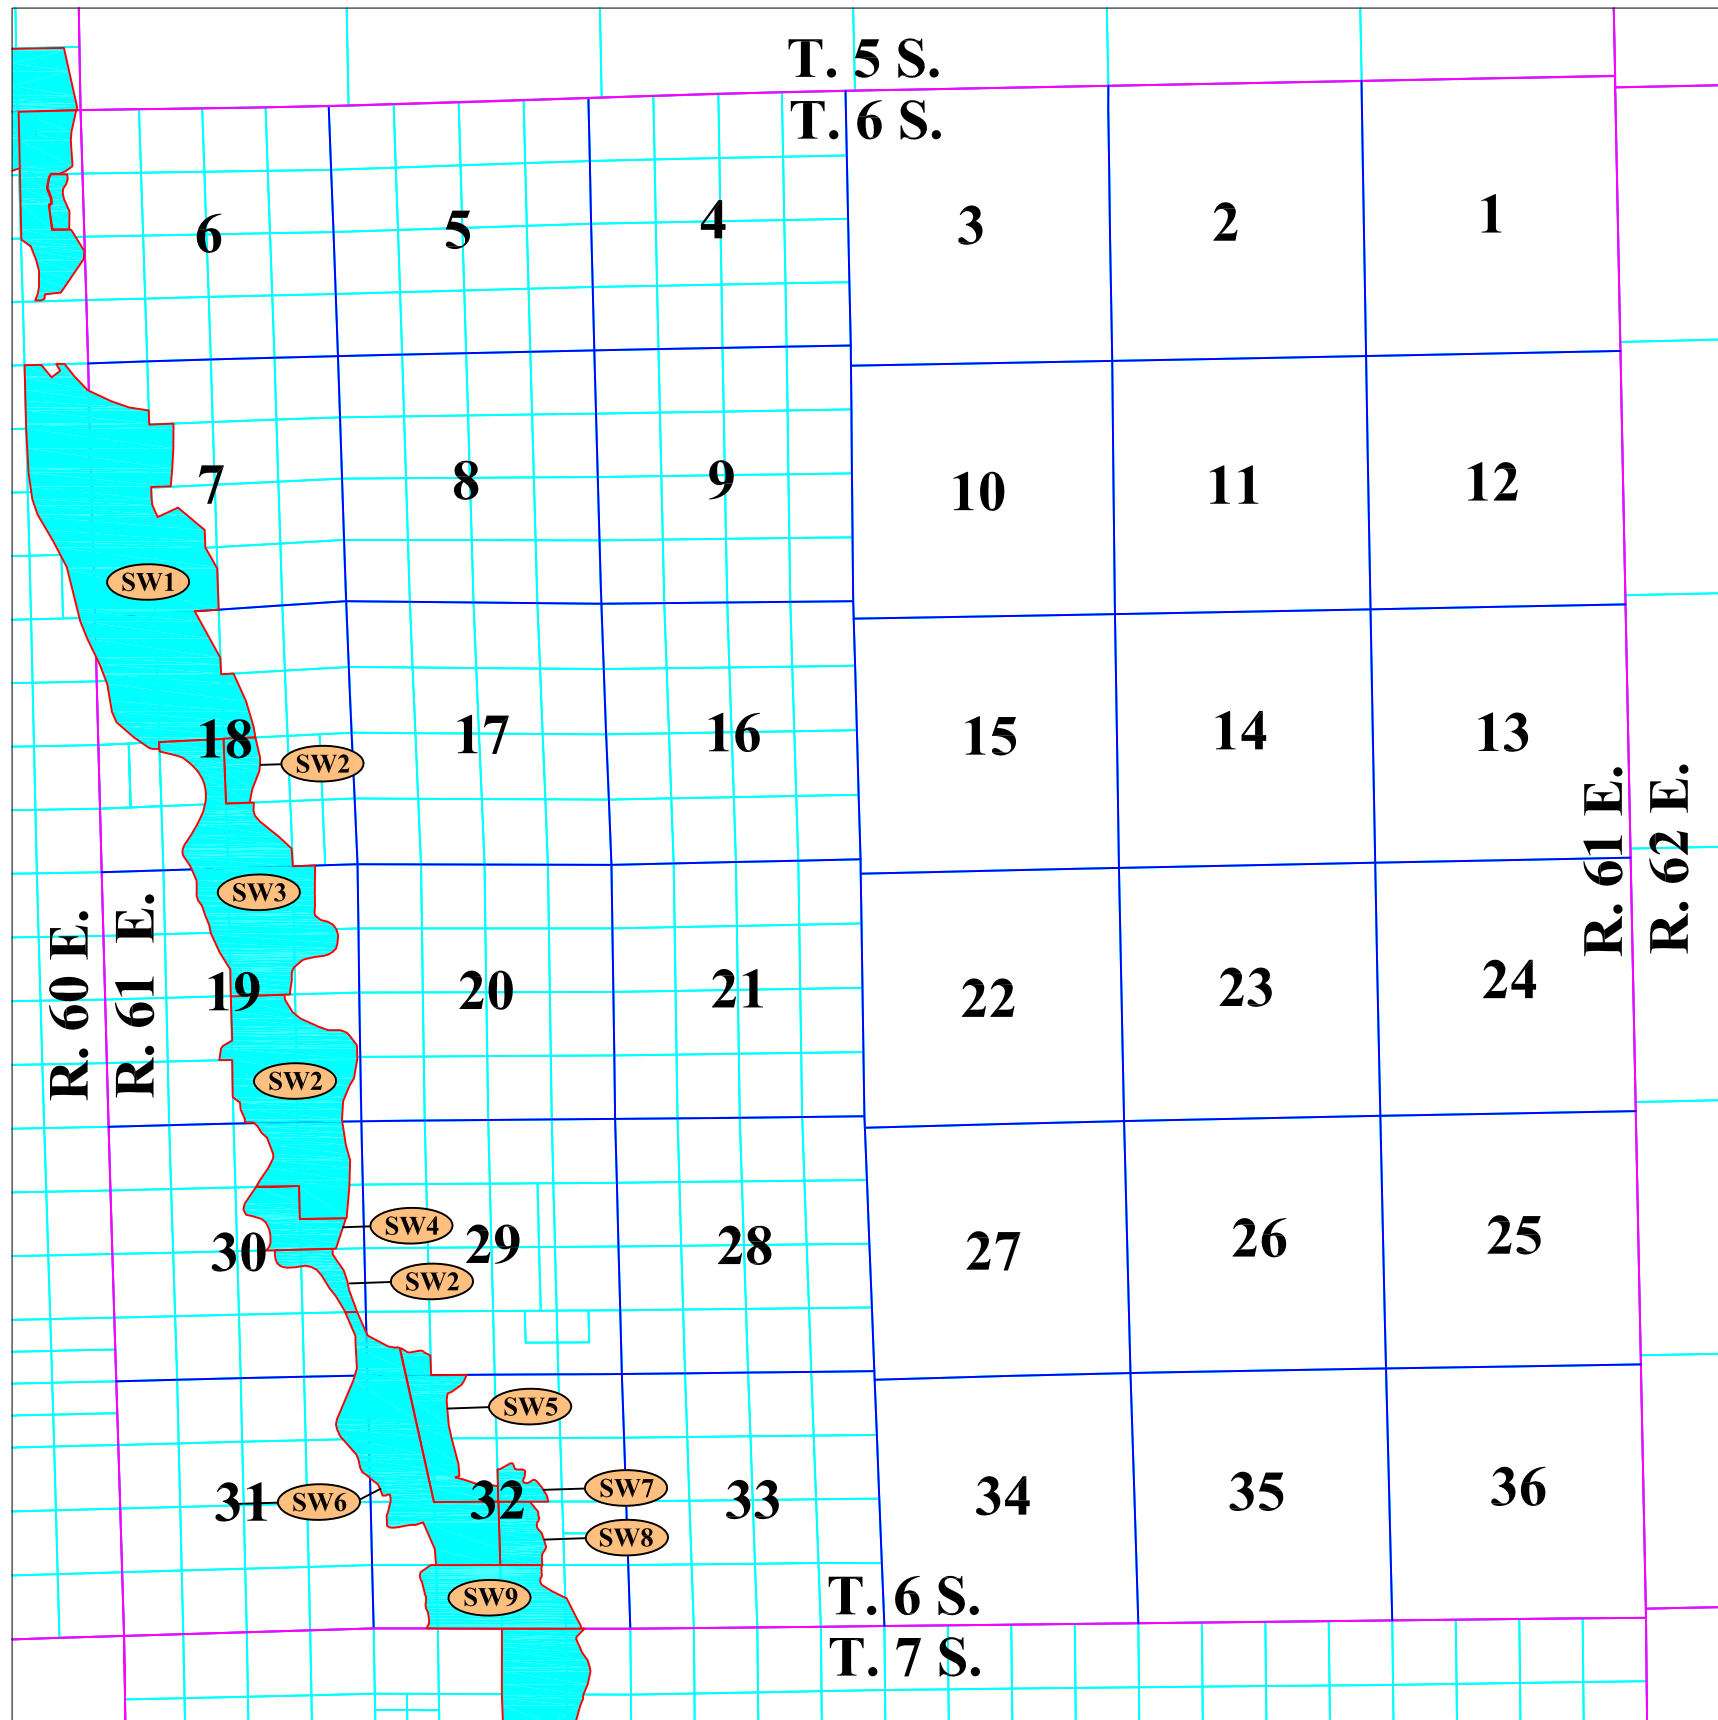 T. 5 S.
T. 6 S.
6 5 4 3 2 1
7 8 9 10 11 12
SW1
18 17 16 15 14 13
SW2
R. 60 E.
R. 61 E.
R. 61 E.
R. 62 E.
SW3
19 20 21 22 23 24
SW2
SW4
30 29 28 27 26 25
SW2
SW5
31 SW6 32 SW7 33 34 35 36
SW8
SW9
T. 6 S.
T. 7 S.